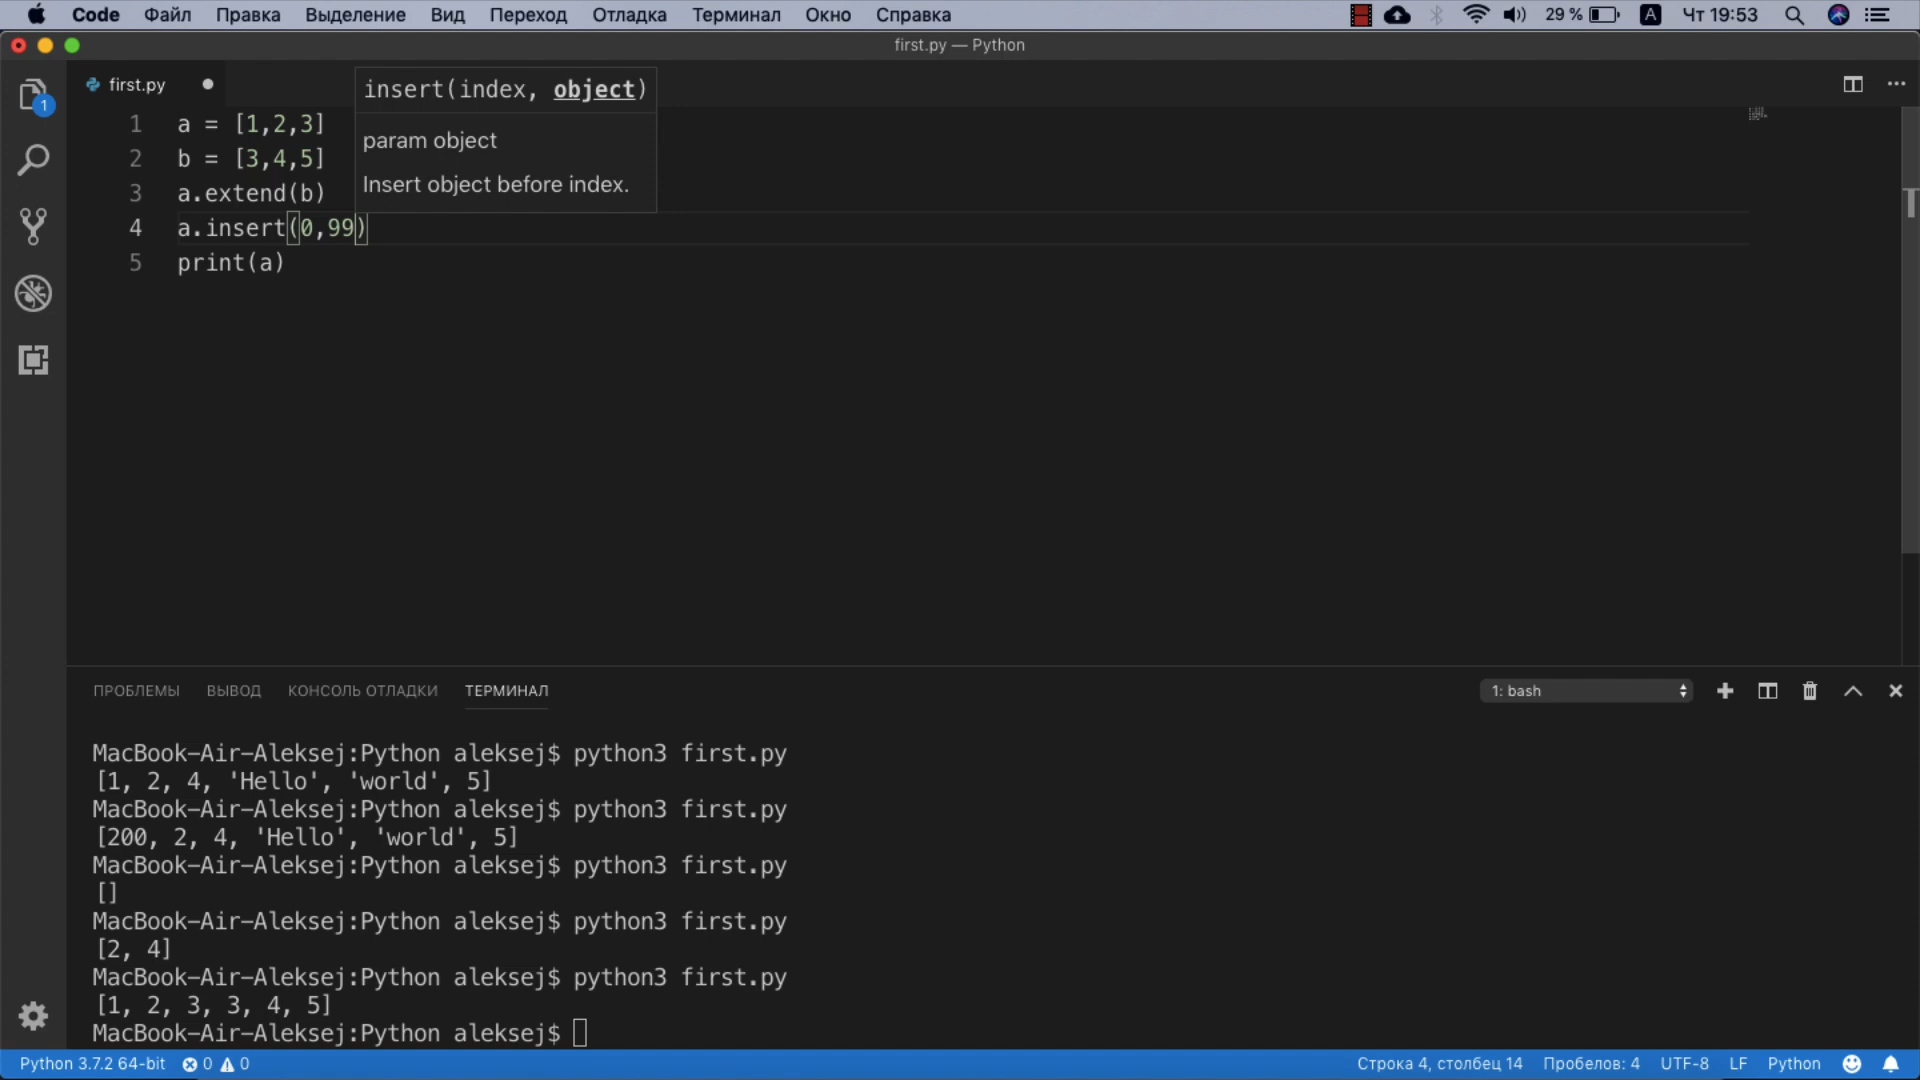 Code Файл Правка Выделение Вид Переход Отладка Терминал Окно Справка 29 % A Чт 19:53
first.py — Python
1
first.py
insert(index, object)
param object
Insert object before index.
1 a = [1,2,3]
2 b = [3,4,5]
3 a.extend(b)
4 a.insert(0,99)
5 print(a)
ПРОБЛЕМЫ ВЫВОД КОНСОЛЬ ОТЛАДКИ ТЕРМИНАЛ 1: bash
MacBook-Air-Aleksej:Python aleksej$ python3 first.py
[1, 2, 4, 'Hello', 'world', 5]
MacBook-Air-Aleksej:Python aleksej$ python3 first.py
[200, 2, 4, 'Hello', 'world', 5]
MacBook-Air-Aleksej:Python aleksej$ python3 first.py
[]
MacBook-Air-Aleksej:Python aleksej$ python3 first.py
[2, 4]
MacBook-Air-Aleksej:Python aleksej$ python3 first.py
[1, 2, 3, 3, 4, 5]
MacBook-Air-Aleksej:Python aleksej$
Python 3.7.2 64-bit 0 0 Строка 4, столбец 14 Пробелов: 4 UTF-8 LF Python